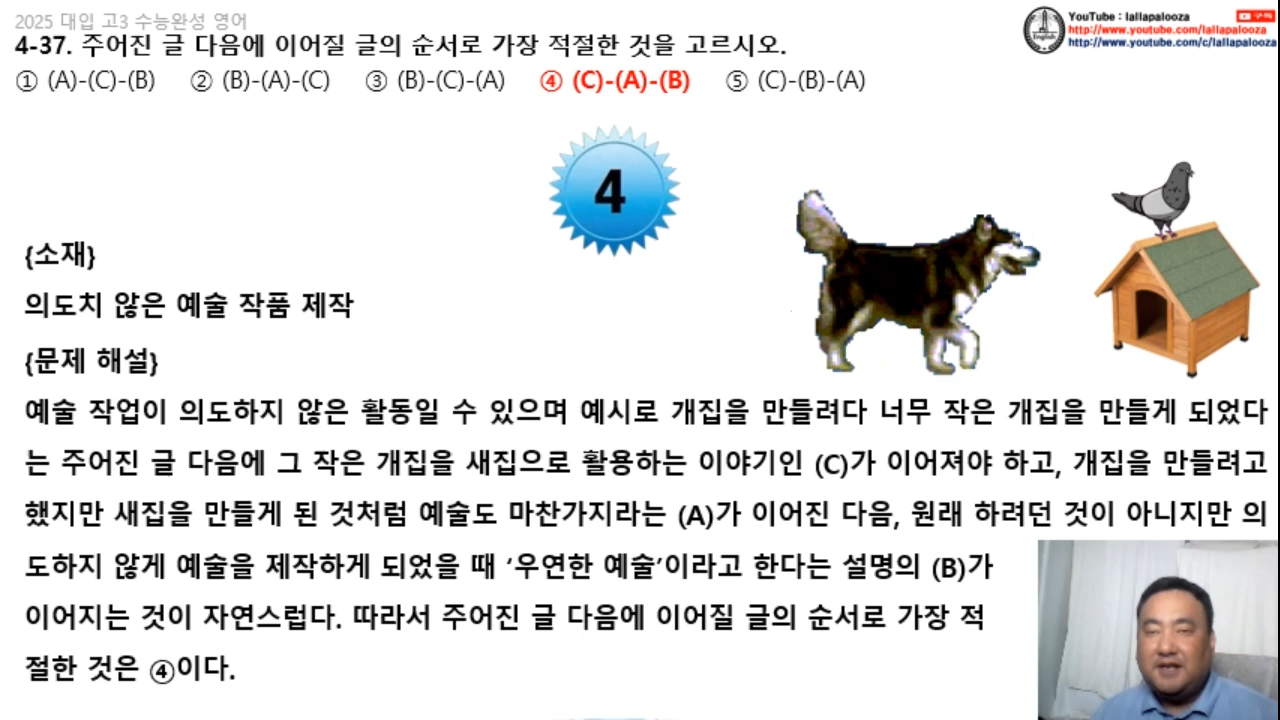 2025 대입 고3 수능완성 영어
4-37. 주어진 글 다음에 이어질 글의 순서로 가장 적절한 것을 고르시오.
① (A)-(C)-(B) ② (B)-(A)-(C) ③ (B)-(C)-(A) ④ (C)-(A)-(B) ⑤ (C)-(B)-(A)
YouTube : lallapalooza
http://www.youtube.com/lallapalooza
http://www.youtube.com/c/lallapalooza
English
4
{소재}
의도치 않은 예술 작품 제작
{문제 해설}
예술 작업이 의도하지 않은 활동일 수 있으며 예시로 개집을 만들려다 너무 작은 개집을 만들게 되었다
는 주어진 글 다음에 그 작은 개집을 새집으로 활용하는 이야기인 (C)가 이어져야 하고, 개집을 만들려고
했지만 새집을 만들게 된 것처럼 예술도 마찬가지라는 (A)가 이어진 다음, 원래 하려던 것이 아니지만 의
도하지 않게 예술을 제작하게 되었을 때 ‘우연한 예술’이라고 한다는 설명의 (B)가
이어지는 것이 자연스럽다. 따라서 주어진 글 다음에 이어질 글의 순서로 가장 적
절한 것은 ④이다.